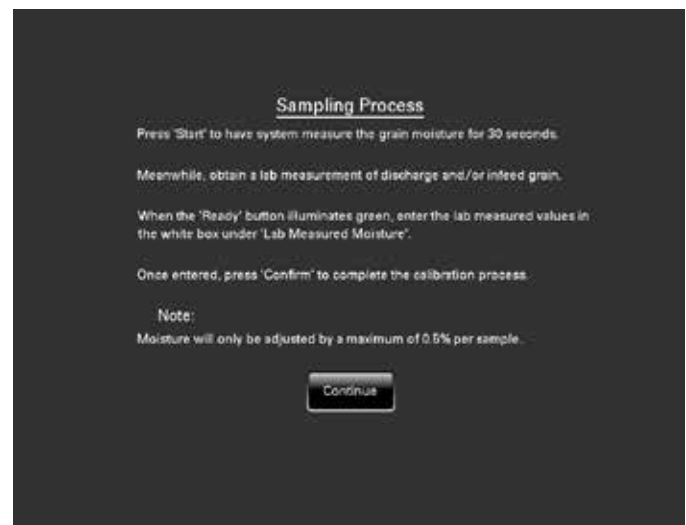 Sampling Process
Press 'Start' to have system measure the grain moisture for 30 seconds.
Meanwhile, obtain a lab measurement of discharge and/or infeed grain.
When the 'Ready' button illuminates green, enter the lab measured values in
the white box under 'Lab Measured Moisture'.
Once entered, press 'Confirm' to complete the calibration process.
Note:
Moisture will only be adjusted by a maximum of 0.5% per sample.
Continue